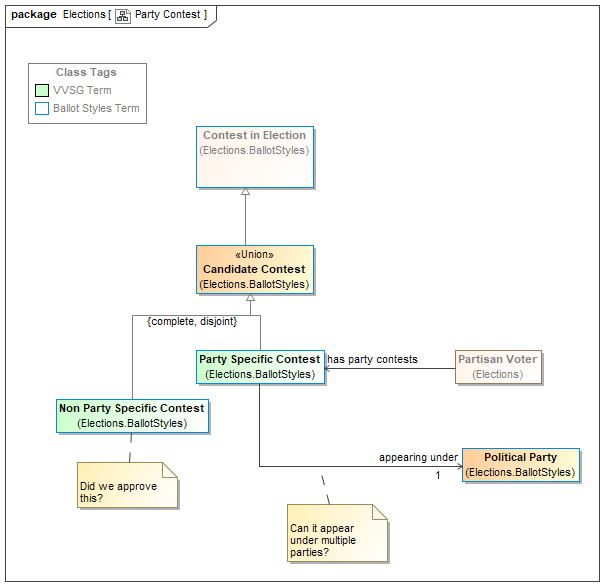 package Elections [ Party Contest ]
Class Tags
VVSG Term
Ballot Styles Term
Contest in Election
(Elections.BallotStyles)
«Union»
Candidate Contest
(Elections.BallotStyles)
{complete, disjoint}
Party Specific Contest
(Elections.BallotStyles)
has party contests
Partisan Voter
(Elections)
Non Party Specific Contest
(Elections.BallotStyles)
appearing under
1
Political Party
(Elections.BallotStyles)
Did we approve
this?
Can it appear
under multiple
parties?